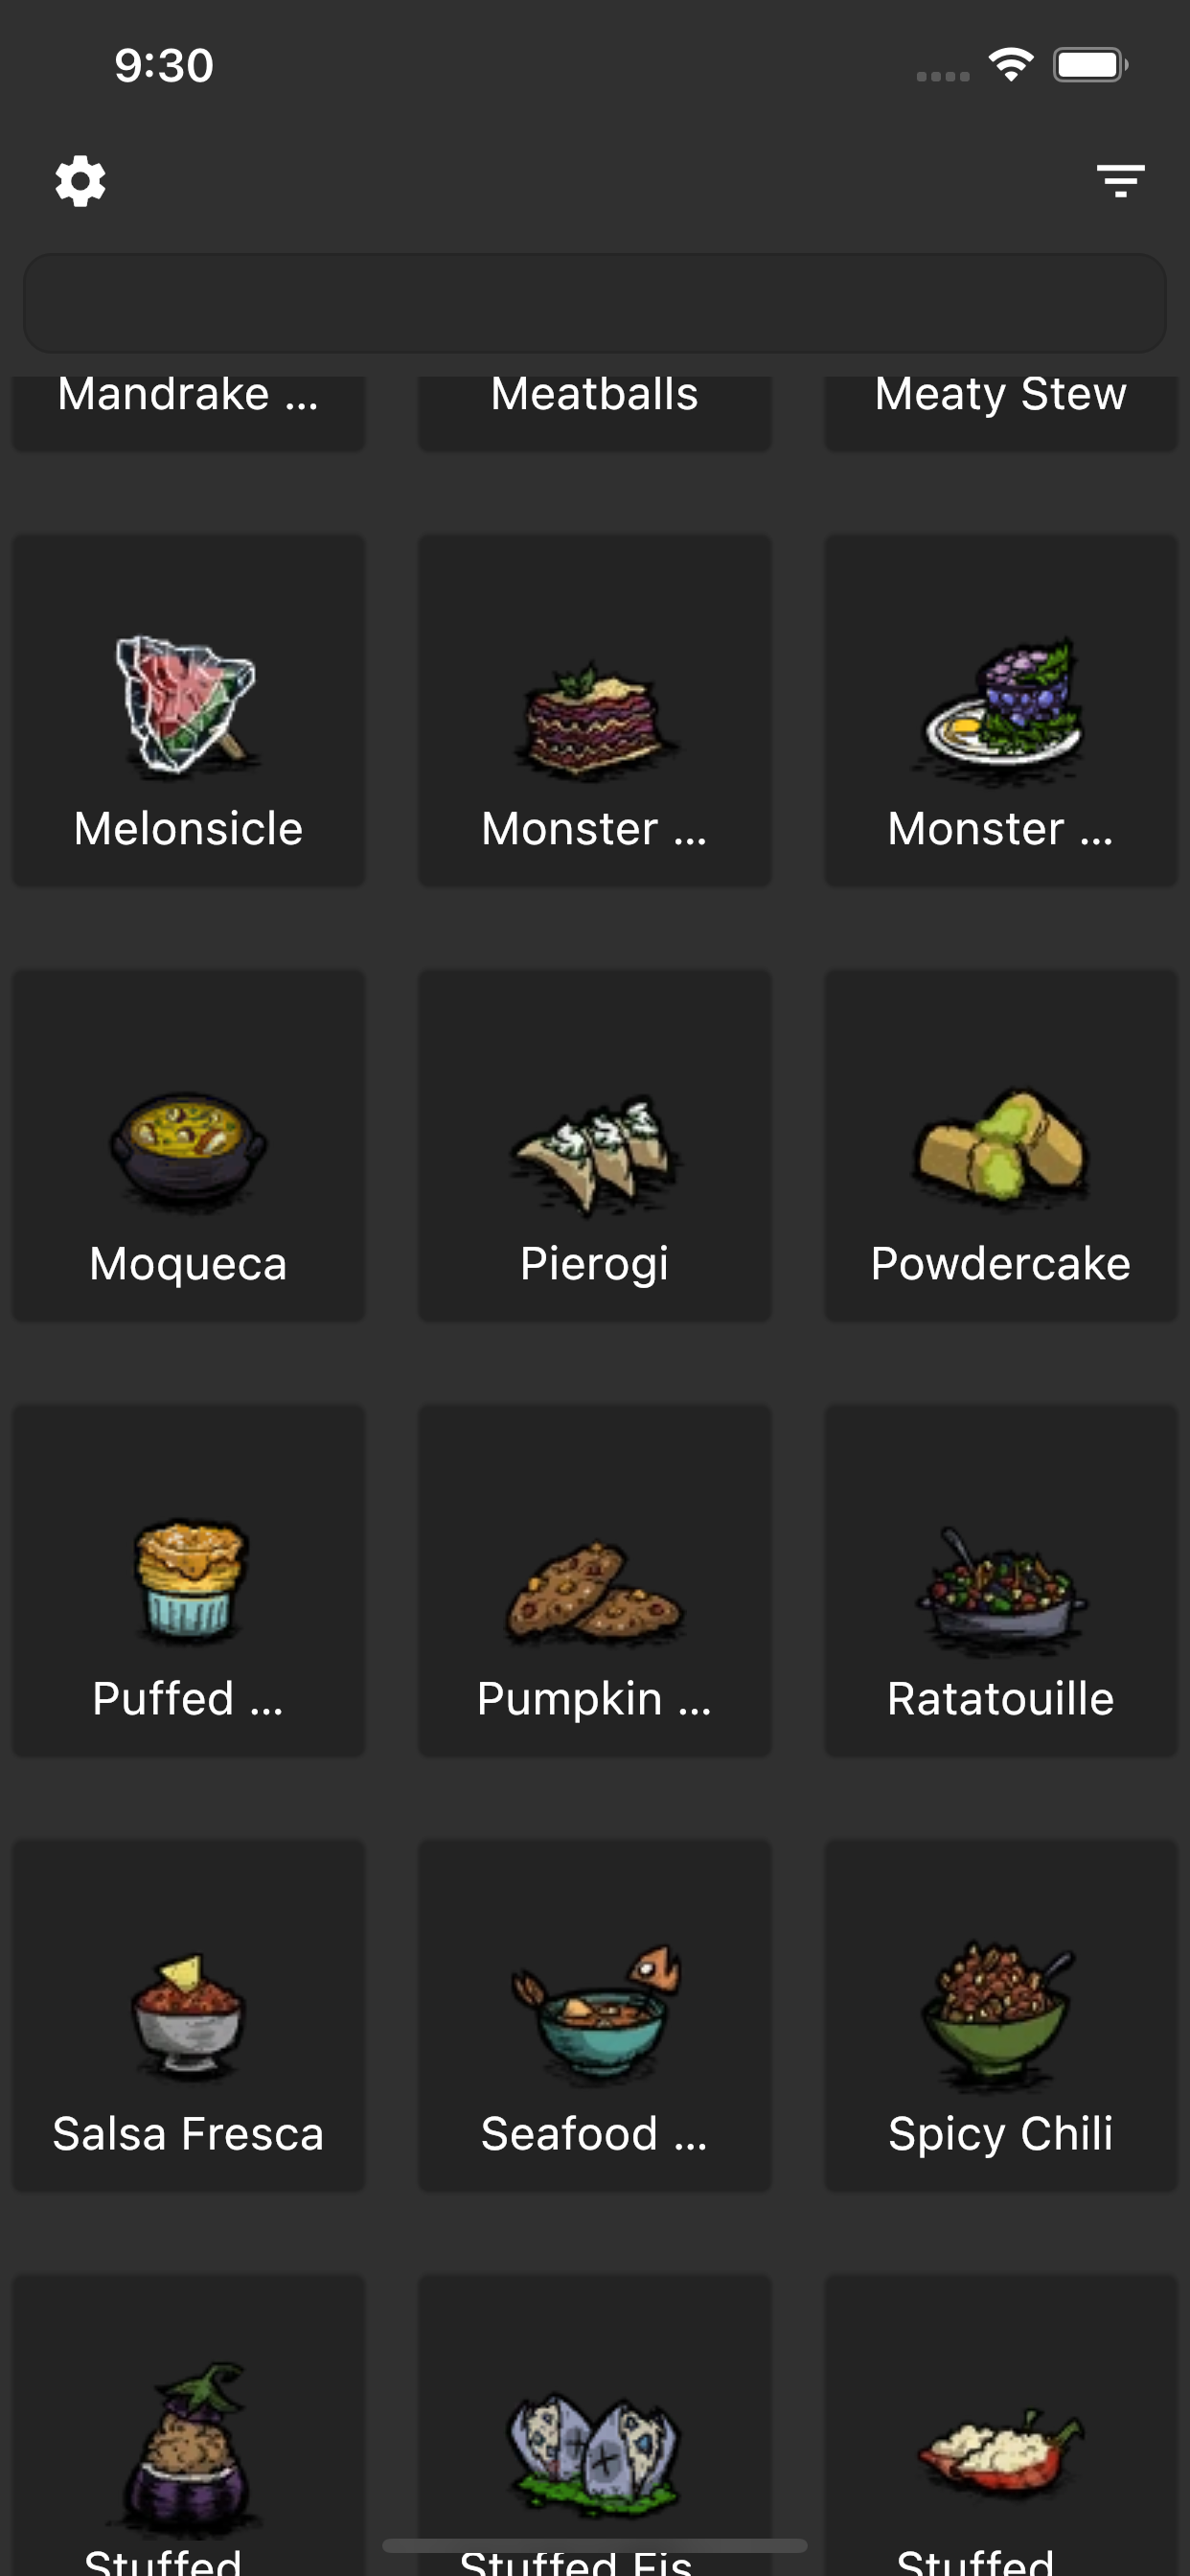 9:30
Mandrake ...
Meatballs
Meaty Stew
Melonsicle
Monster ...
Monster ...
Moqueca
Pierogi
Powdercake
Puffed ...
Pumpkin ...
Ratatouille
Salsa Fresca
Seafood ...
Spicy Chili
Stuffed
Stuffed Fis
Stuffed